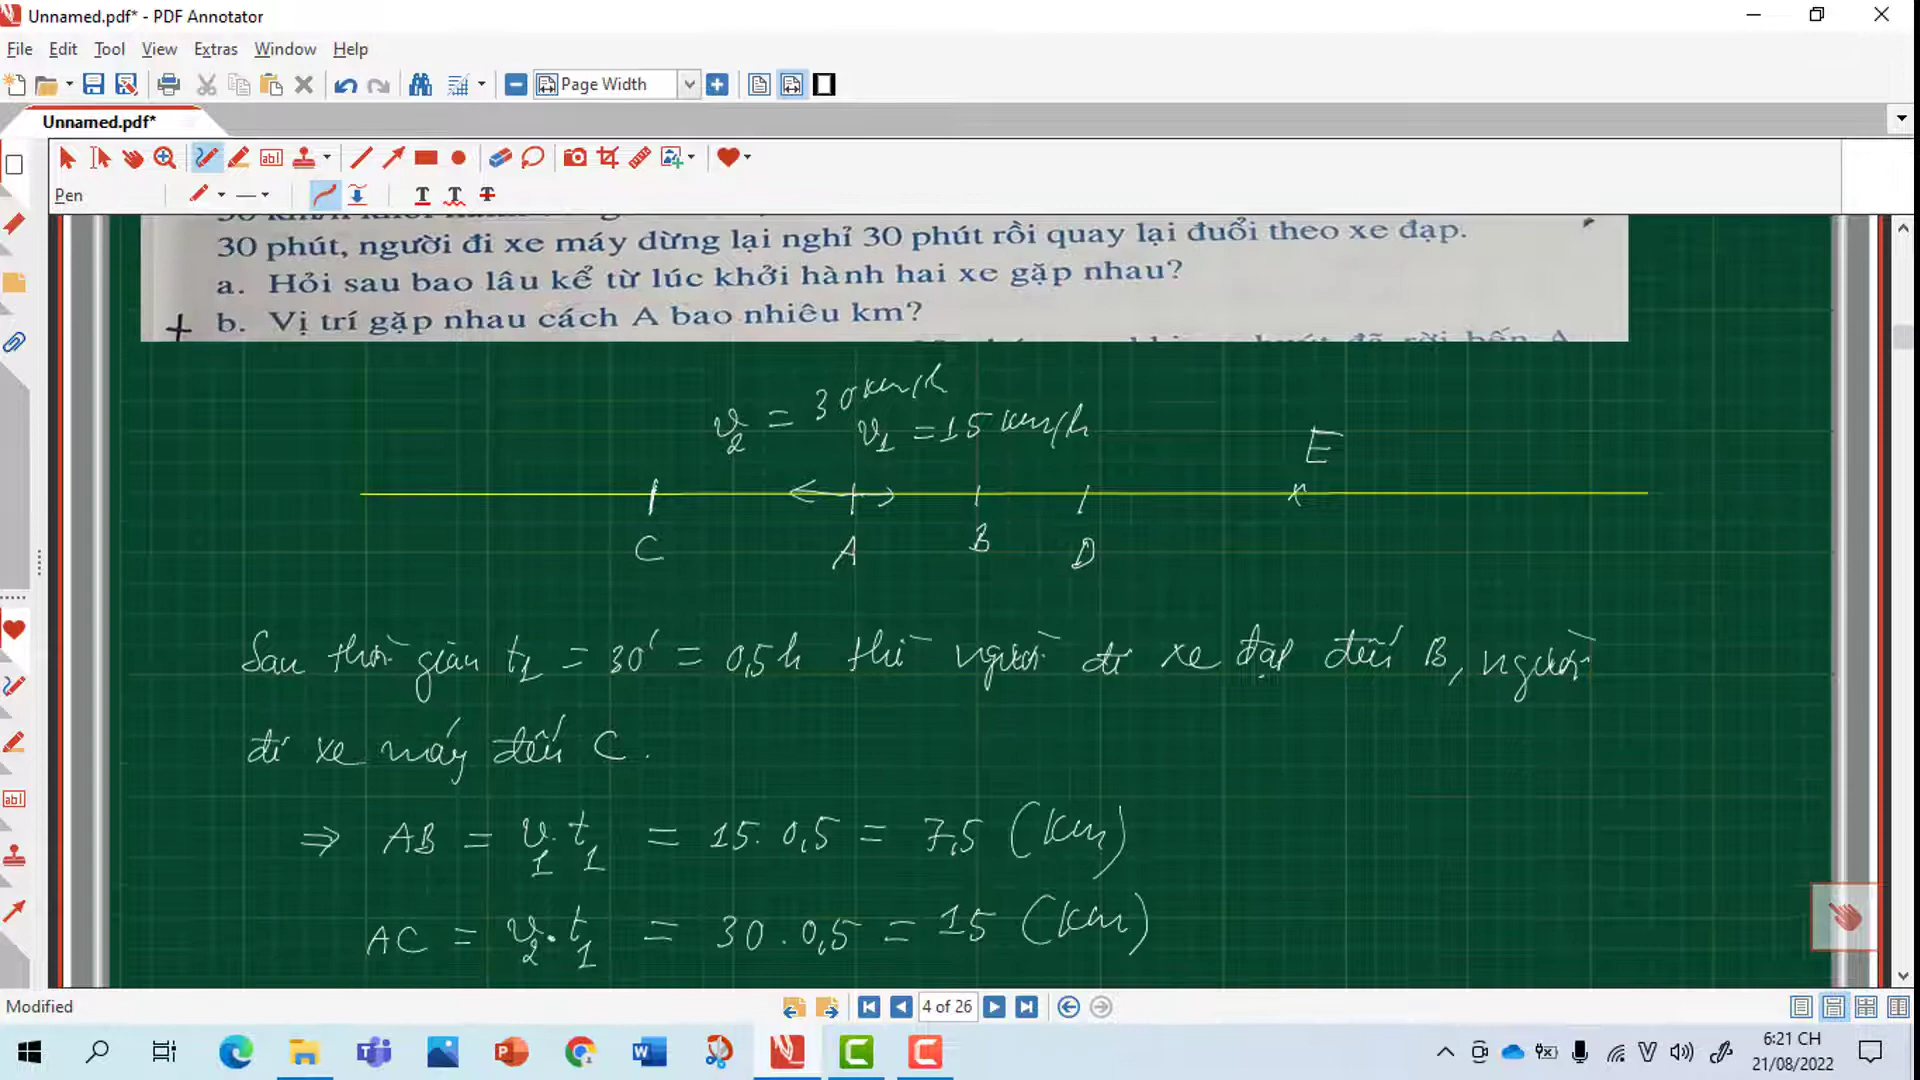 Unnamed.pdf* - PDF Annotator
File Edit Tool View Extras Window Help
Page Width
Unnamed.pdf*
Pen
30 phút, người đi xe máy dừng lại nghỉ 30 phút rồi quay lại đuổi theo xe đạp.
a. Hỏi sau bao lâu kể từ lúc khởi hành hai xe gặp nhau?
+ b. Vị trí gặp nhau cách A bao nhiêu km?
v2 = 30km/h
v1 = 15 km/h
E
C A B D
Sau thời gian t1 = 30' = 0,5h thì người đi xe đạp đến B, người
đi xe máy đến C.
⇒ AB = v1.t1 = 15. 0,5 = 7,5 (km)
AC = v2.t1 = 30. 0,5 = 15 (km)
Modified
4 of 26
6:21 CH
21/08/2022